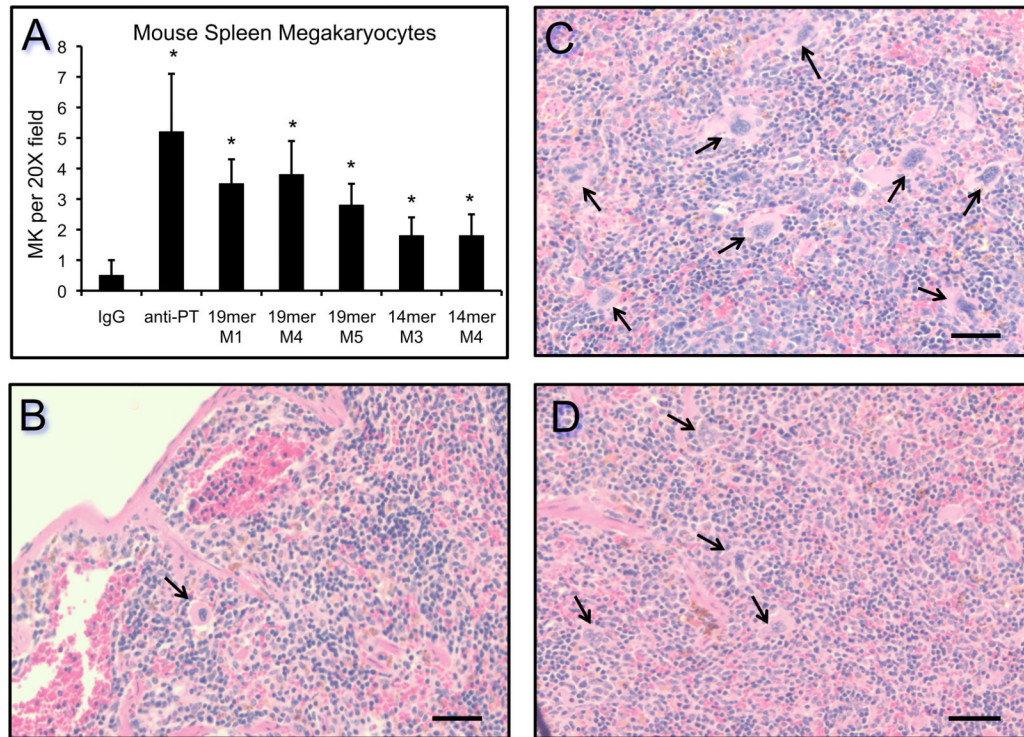 A
Mouse Spleen Megakaryocytes
MK per 20X field
8
7
6
5
4
3
2
1
0
*
*
*
*
*
*
IgG anti-PT 19mer 19mer 19mer 14mer 14mer
M1 M4 M5 M3 M4
B
C
D